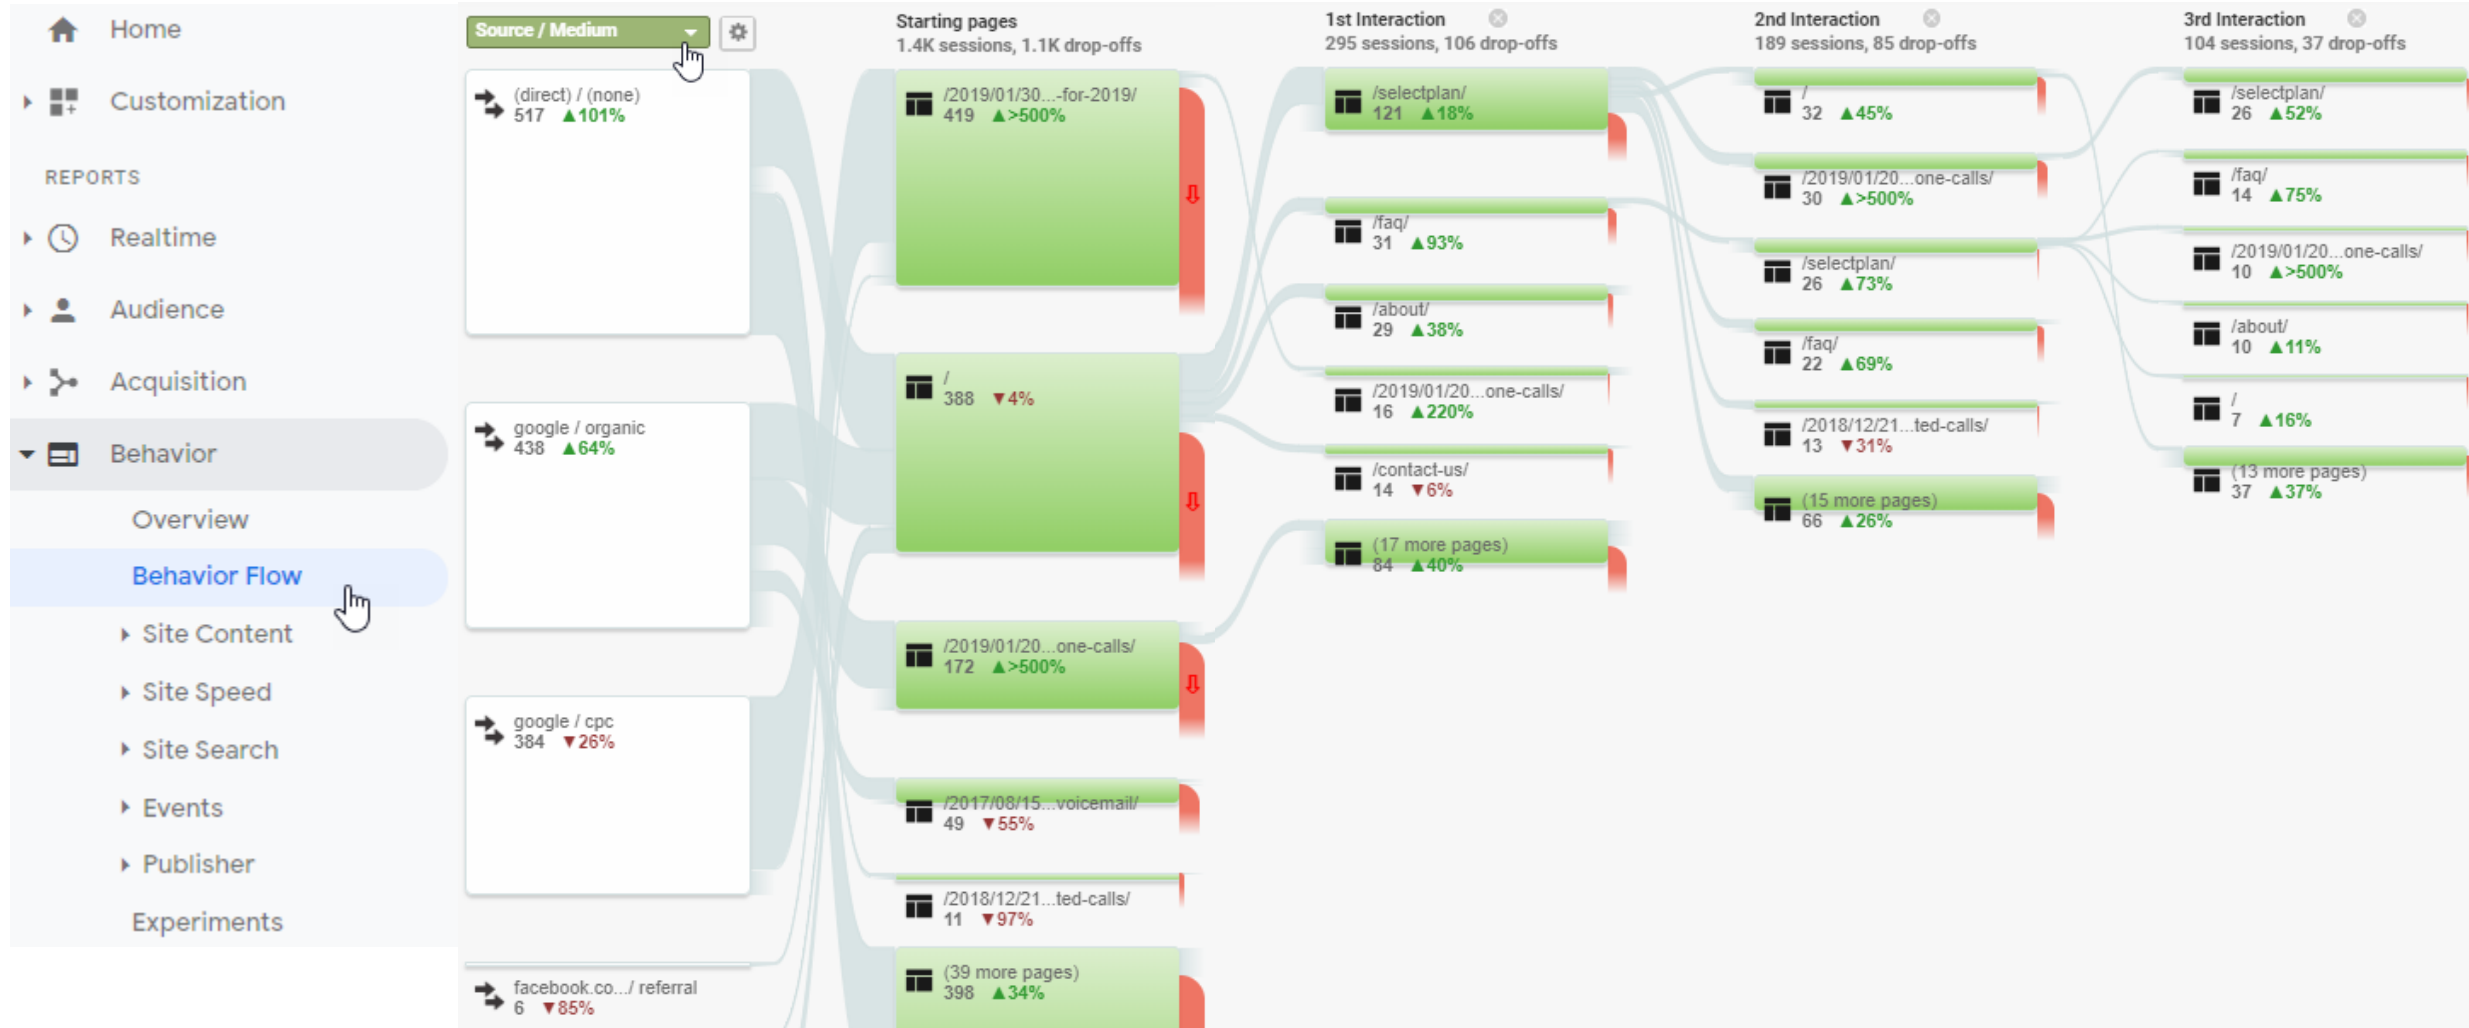 Home
Customization
REPORTS
Realtime
Audience
Acquisition
Behavior
Overview
Behavior Flow
Site Content
Site Speed
Site Search
Events
Publisher
Experiments
Source / Medium
(direct) / (none)
517 ▲101%
google / organic
438 ▲64%
google / cpc
384 ▼26%
facebook.co.../ referral
6 ▼85%
Starting pages
1.4K sessions, 1.1K drop-offs
/2019/01/30...-for-2019/
419 ▲>500%
/
388 ▼4%
/2019/01/20...one-calls/
172 ▲>500%
/2017/08/15...voicemail/
49 ▼55%
/2018/12/21...ted-calls/
11 ▼97%
(39 more pages)
398 ▲34%
1st Interaction
295 sessions, 106 drop-offs
/selectplan/
121 ▲18%
/faq/
31 ▲93%
/about/
29 ▲38%
/2019/01/20...one-calls/
16 ▲220%
/contact-us/
14 ▼6%
(17 more pages)
84 ▲40%
2nd Interaction
189 sessions, 85 drop-offs
/
32 ▲45%
/2019/01/20...one-calls/
30 ▲>500%
/selectplan/
26 ▲73%
/faq/
22 ▲69%
/2018/12/21...ted-calls/
13 ▼31%
(15 more pages)
66 ▲26%
3rd Interaction
104 sessions, 37 drop-offs
/selectplan/
26 ▲52%
/faq/
14 ▲75%
/2019/01/20...one-calls/
10 ▲>500%
/about/
10 ▲11%
/
7 ▲16%
(13 more pages)
37 ▲37%